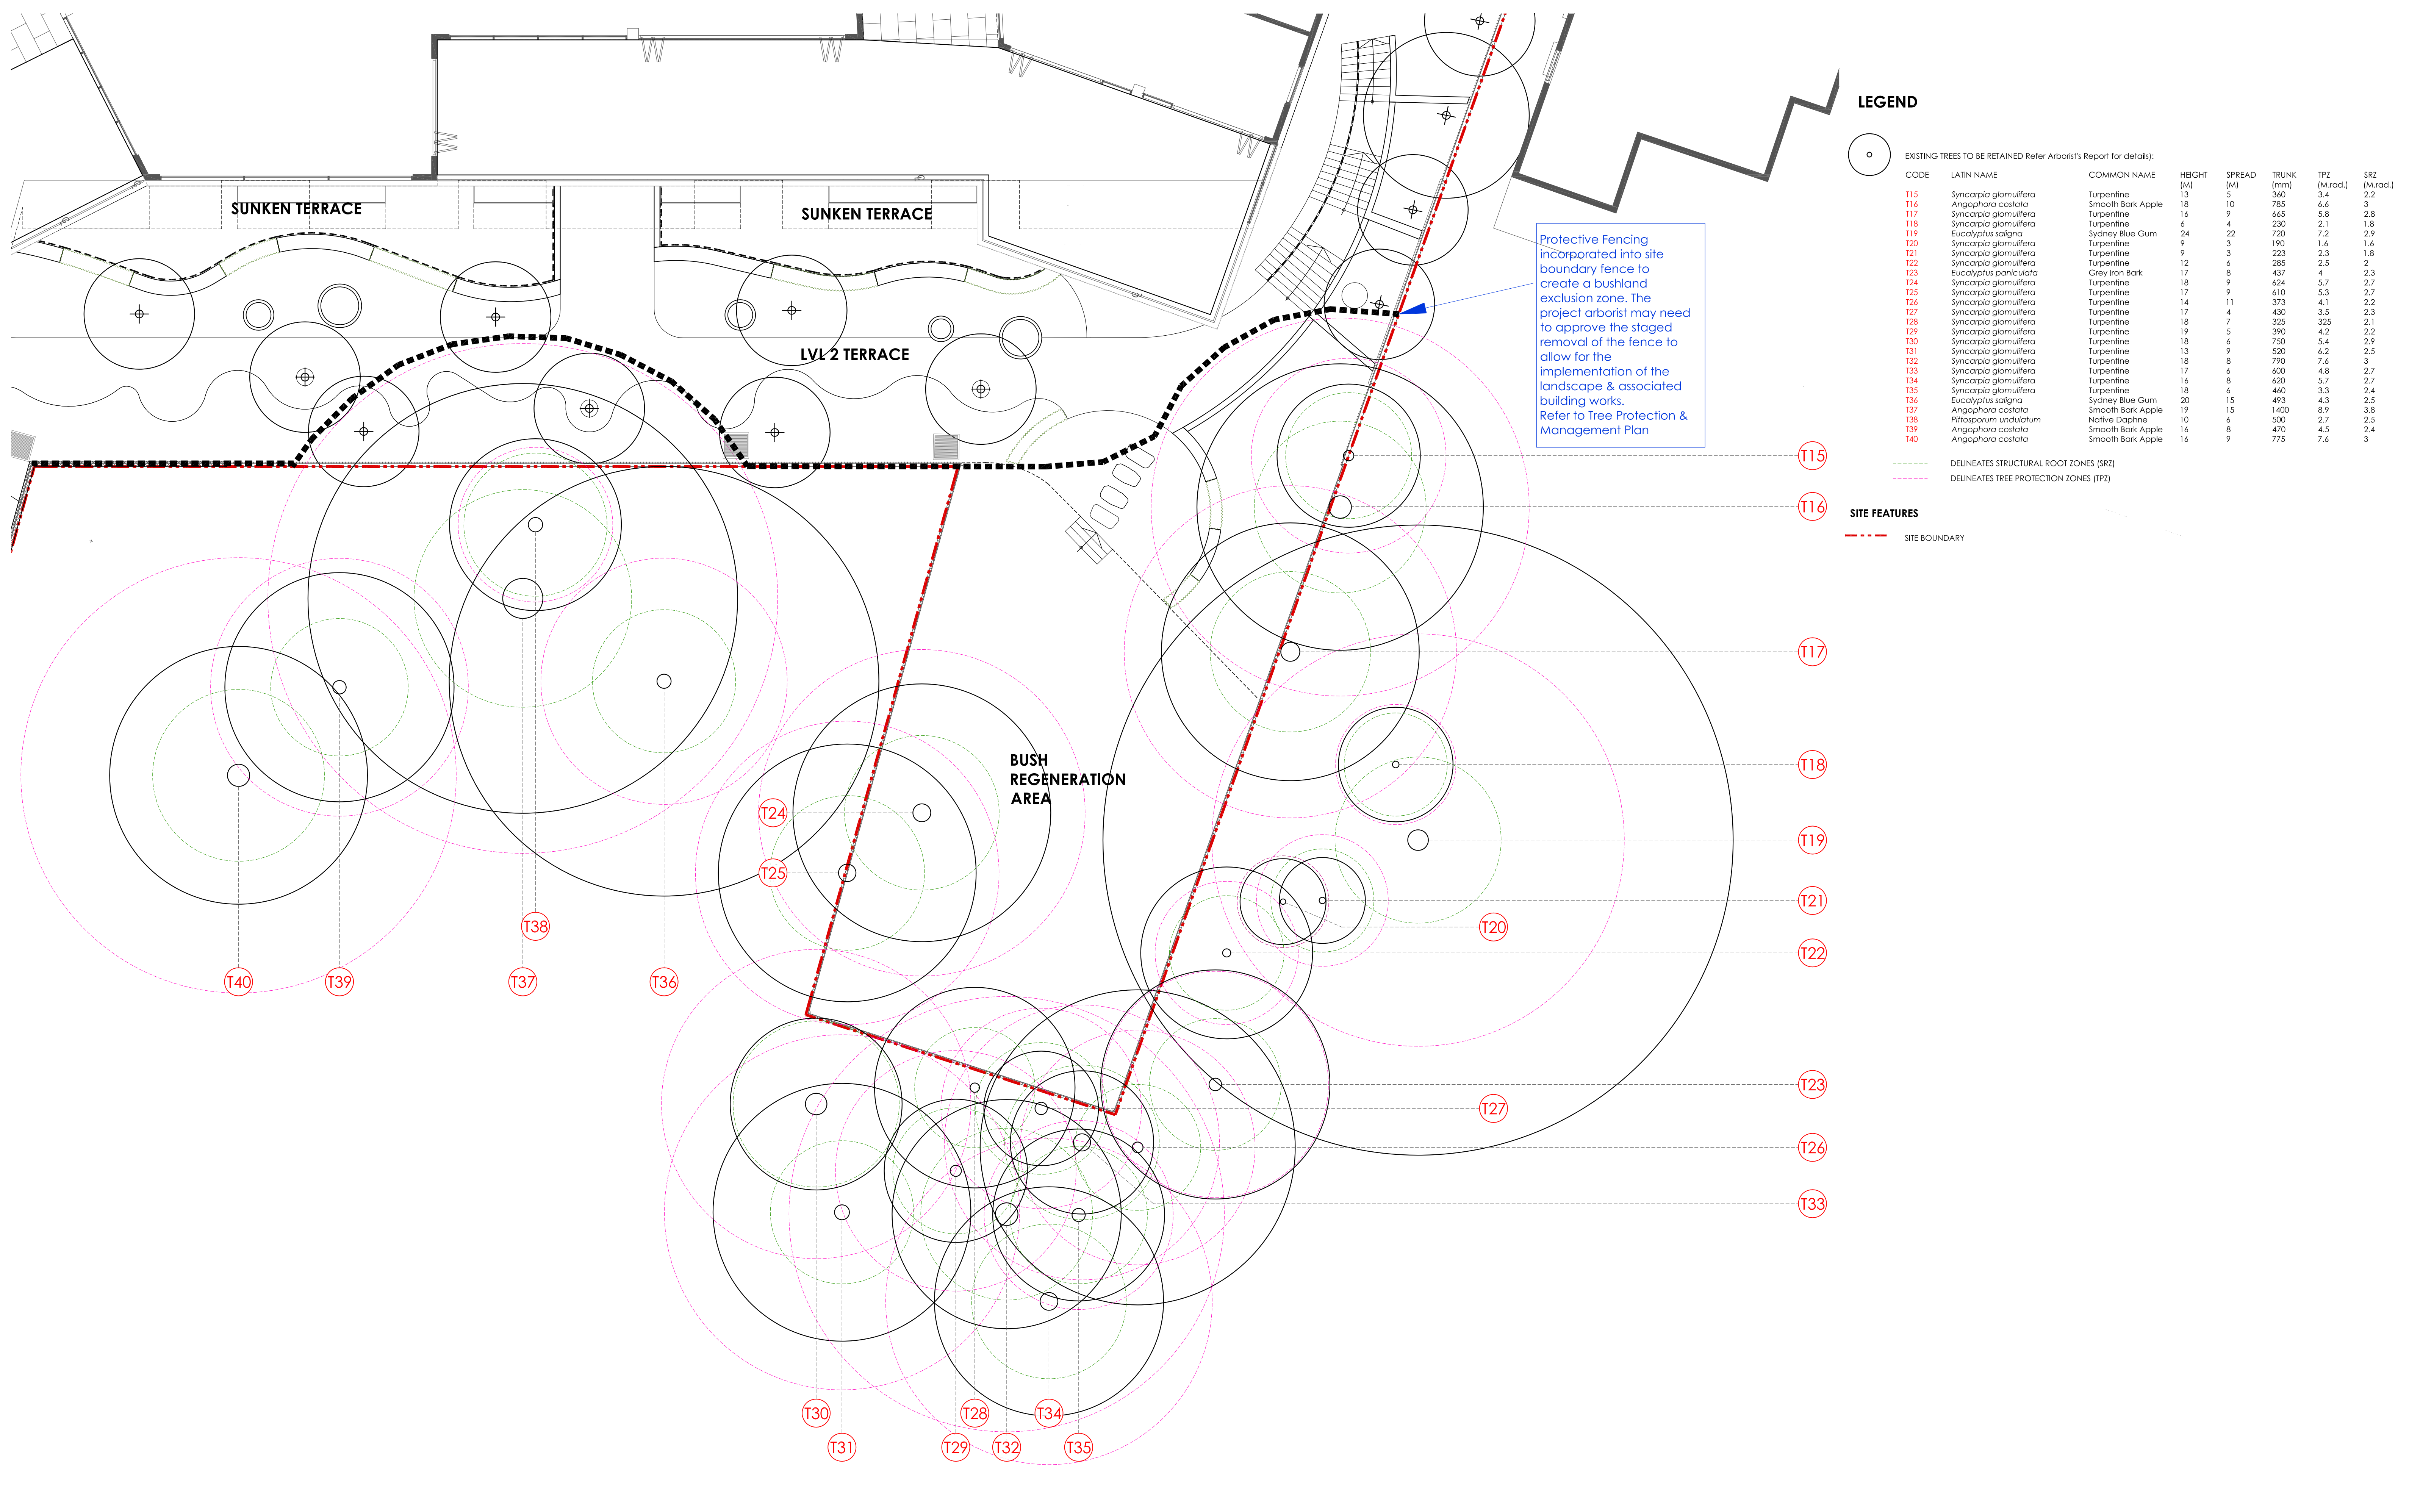 LEGEND
EXISTING TREES TO BE RETAINED Refer Arborist's Report for details):
CODE LATIN NAME COMMON NAME HEIGHT (M) SPREAD (M) TRUNK (mm) TPZ (M.rad.) SRZ (M.rad.)
T15 Syncarpia glomulifera Turpentine 13 5 360 3.4 2.2
T16 Angophora costata Smooth Bark Apple 18 10 785 6.6 3
T17 Syncarpia glomulifera Turpentine 16 9 665 5.8 2.8
T18 Syncarpia glomulifera Turpentine 6 4 230 2.1 1.8
T19 Eucalyptus saligna Sydney Blue Gum 24 22 720 7.2 2.9
T20 Syncarpia glomulifera Turpentine 9 3 190 1.6 1.6
T21 Syncarpia glomulifera Turpentine 9 3 223 2.3 1.8
T22 Syncarpia glomulifera Turpentine 12 6 285 2.5 2
T23 Eucalyptus paniculata Grey Iron Bark 17 8 437 4 2.3
T24 Syncarpia glomulifera Turpentine 18 9 624 5.7 2.7
T25 Syncarpia glomulifera Turpentine 17 9 610 5.3 2.7
T26 Syncarpia glomulifera Turpentine 14 11 373 4.1 2.2
T27 Syncarpia glomulifera Turpentine 17 4 430 3.5 2.3
T28 Syncarpia glomulifera Turpentine 18 7 325 325 2.1
T29 Syncarpia glomulifera Turpentine 19 5 390 4.2 2.2
T30 Syncarpia glomulifera Turpentine 18 6 750 5.4 2.9
T31 Syncarpia glomulifera Turpentine 13 9 520 6.2 2.5
T32 Syncarpia glomulifera Turpentine 18 8 790 7.6 3
T33 Syncarpia glomulifera Turpentine 17 6 600 4.8 2.7
T34 Syncarpia glomulifera Turpentine 16 8 620 5.7 2.7
T35 Syncarpia glomulifera Turpentine 18 6 460 3.3 2.4
T36 Eucalyptus saligna Sydney Blue Gum 20 15 493 4.3 2.5
T37 Angophora costata Smooth Bark Apple 19 15 1400 8.9 3.8
T38 Pittosporum undulatum Native Daphne 10 6 500 2.7 2.5
T39 Angophora costata Smooth Bark Apple 16 8 470 4.5 2.4
T40 Angophora costata Smooth Bark Apple 16 9 775 7.6 3
DELINEATES STRUCTURAL ROOT ZONES (SRZ)
DELINEATES TREE PROTECTION ZONES (TPZ)
SITE FEATURES
SITE BOUNDARY
SUNKEN TERRACE
SUNKEN TERRACE
LVL 2 TERRACE
Protective Fencing
incorporated into site
boundary fence to
create a bushland
exclusion zone. The
project arborist may need
to approve the staged
removal of the fence to
allow for the
implementation of the
landscape & associated
building works.
Refer to Tree Protection &
Management Plan
BUSH
REGENERATION
AREA
T15
T16
T17
T18
T19
T21
T20
T22
T23
T27
T26
T33
T24
T25
T38
T40
T39
T37
T36
T30
T28
T34
T31
T29
T32
T35